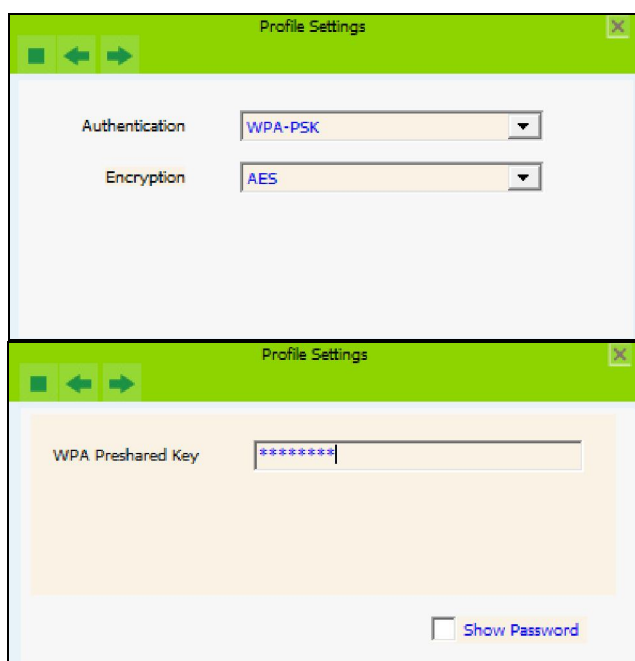 Profile Settings
Authentication WPA-PSK
Encryption AES
Profile Settings
WPA Preshared Key ********
Show Password